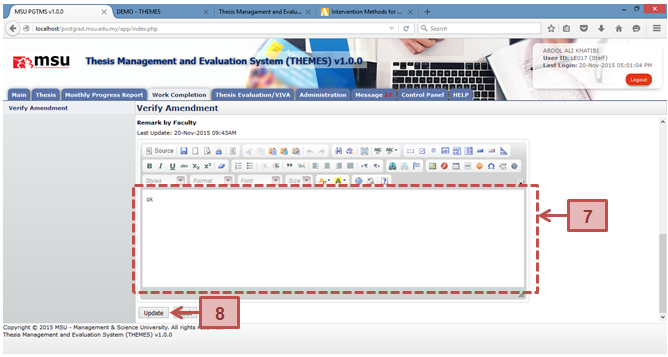 MSU PGTMS v1.0.0
DEMO - THEMES
Thesis Management and Evalu...
Intervention Methods for ...
localhost/postgrad.msu.edu.my/app/index.php
Search
msu
Thesis Management and Evaluation System (THEMES) v1.0.0
ABDOL ALI KHATIBI
User ID: LE017 (Staff)
Last Login: 20-Nov-2015 05:01:04 PM
Logout
Main Thesis Monthly Progress Report Work Completion Thesis Evaluation/VIVA Administration Message Control Panel HELP
Verify Amendment
Verify Amendment
Remark by Faculty
Last Update: 20-Nov-2015 09:43AM
Source
B I U abc X₂ X²
Styles Format Font Size
ok
7
Update
8
Copyright © 2015 MSU - Management & Science University. All rights
Thesis Management and Evaluation System (THEMES) v1.0.0